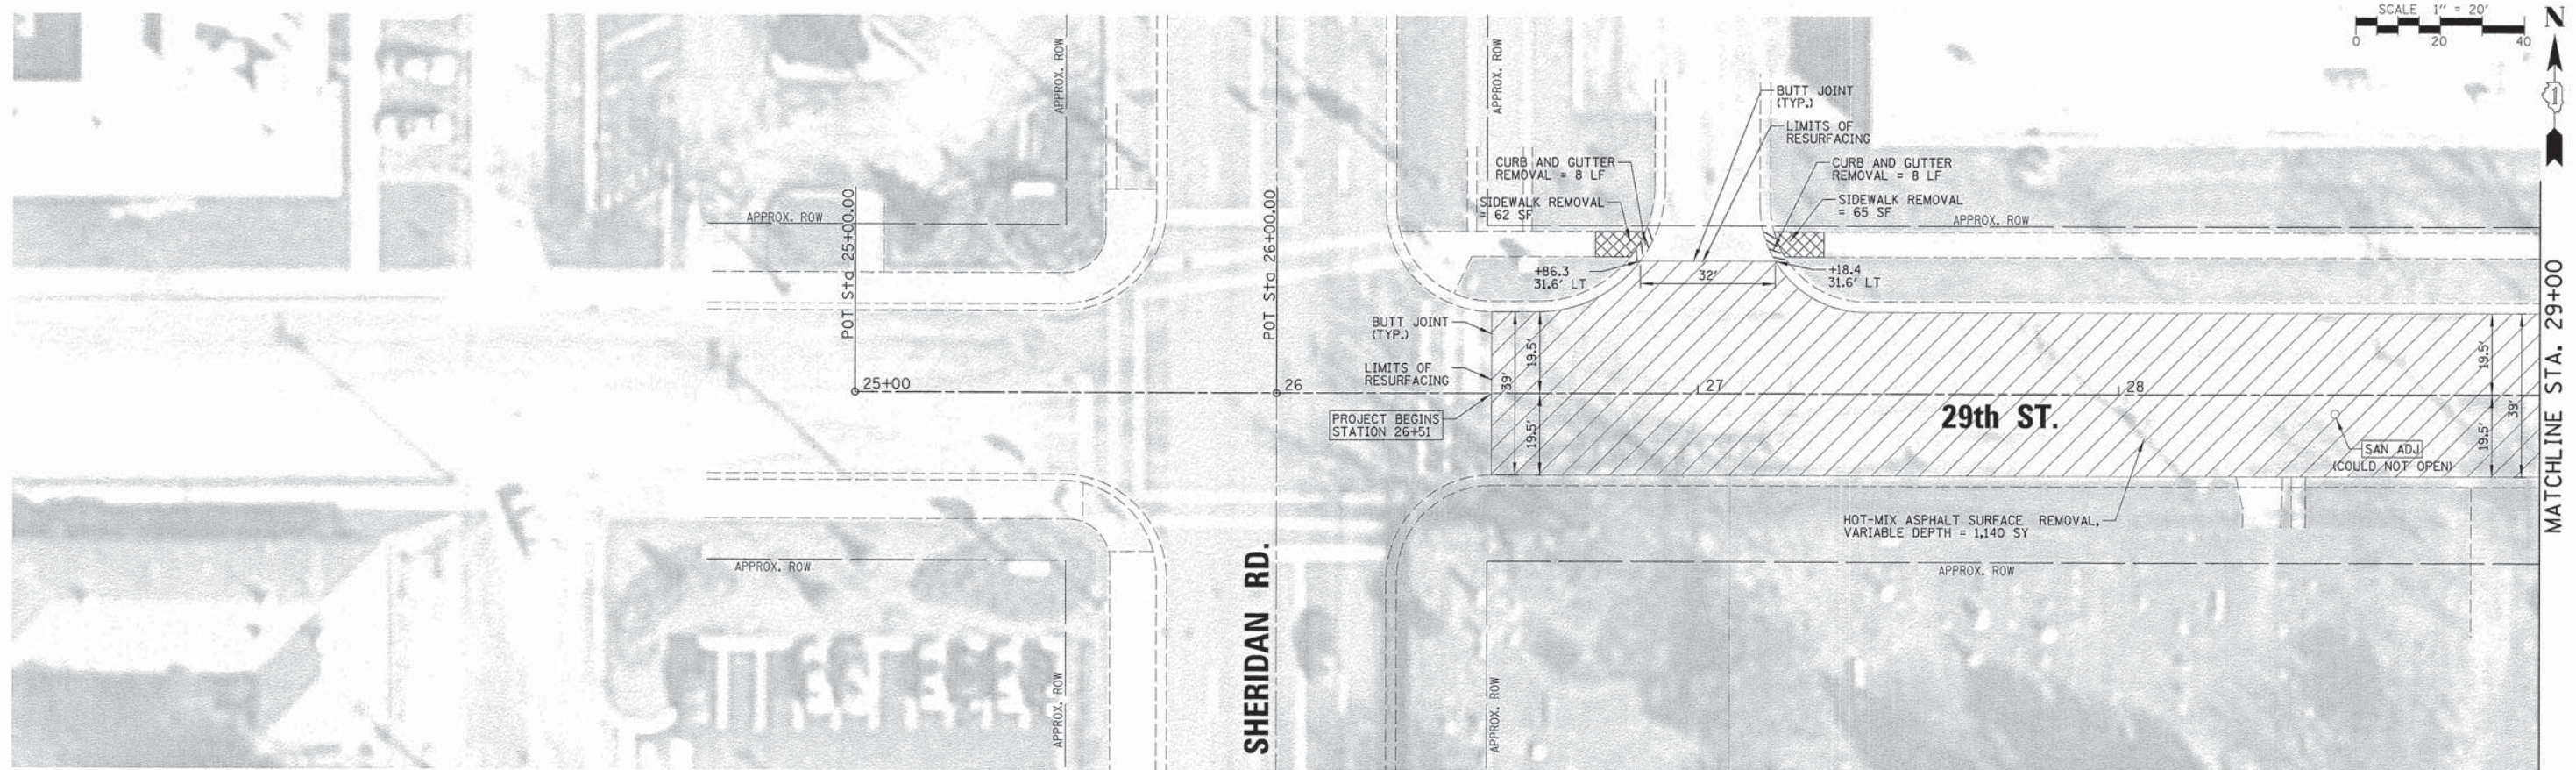 SCALE 1" = 20'
0 20 40
N
1
APPROX. ROW
APPROX. ROW
BUTT JOINT
(TYP.)
LIMITS OF
RESURFACING
CURB AND GUTTER
REMOVAL = 8 LF
CURB AND GUTTER
REMOVAL = 8 LF
SIDEWALK REMOVAL
= 62 SF
SIDEWALK REMOVAL
= 65 SF
APPROX. ROW
APPROX. ROW
POT Sta 25+00.00
POT Sta 26+00.00
+86.3
31.6' LT
32'
+18.4
31.6' LT
BUTT JOINT
(TYP.)
LIMITS OF
RESURFACING
19.5'
39'
19.5'
25+00
26
27
28
PROJECT BEGINS
STATION 26+51
29th ST.
19.5'
39'
19.5'
SAN ADJ
(COULD NOT OPEN)
HOT-MIX ASPHALT SURFACE REMOVAL,
VARIABLE DEPTH = 1,140 SY
MATCHLINE STA. 29+00
APPROX. ROW
APPROX. ROW
SHERIDAN RD.
APPROX. ROW
APPROX. ROW